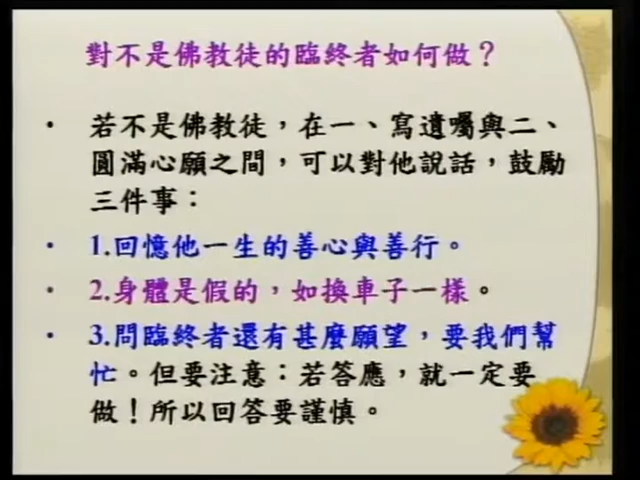 對不是佛教徒的臨終者如何做？
• 若不是佛教徒，在一、寫遺囑與二、
圓滿心願之間，可以對他說話，鼓勵
三件事：
• 1.回憶他一生的善心與善行。
• 2.身體是假的，如換車子一樣。
• 3.問臨終者還有甚麼願望，要我們幫
忙。但要注意：若答應，就一定要
做！所以回答要謹慎。